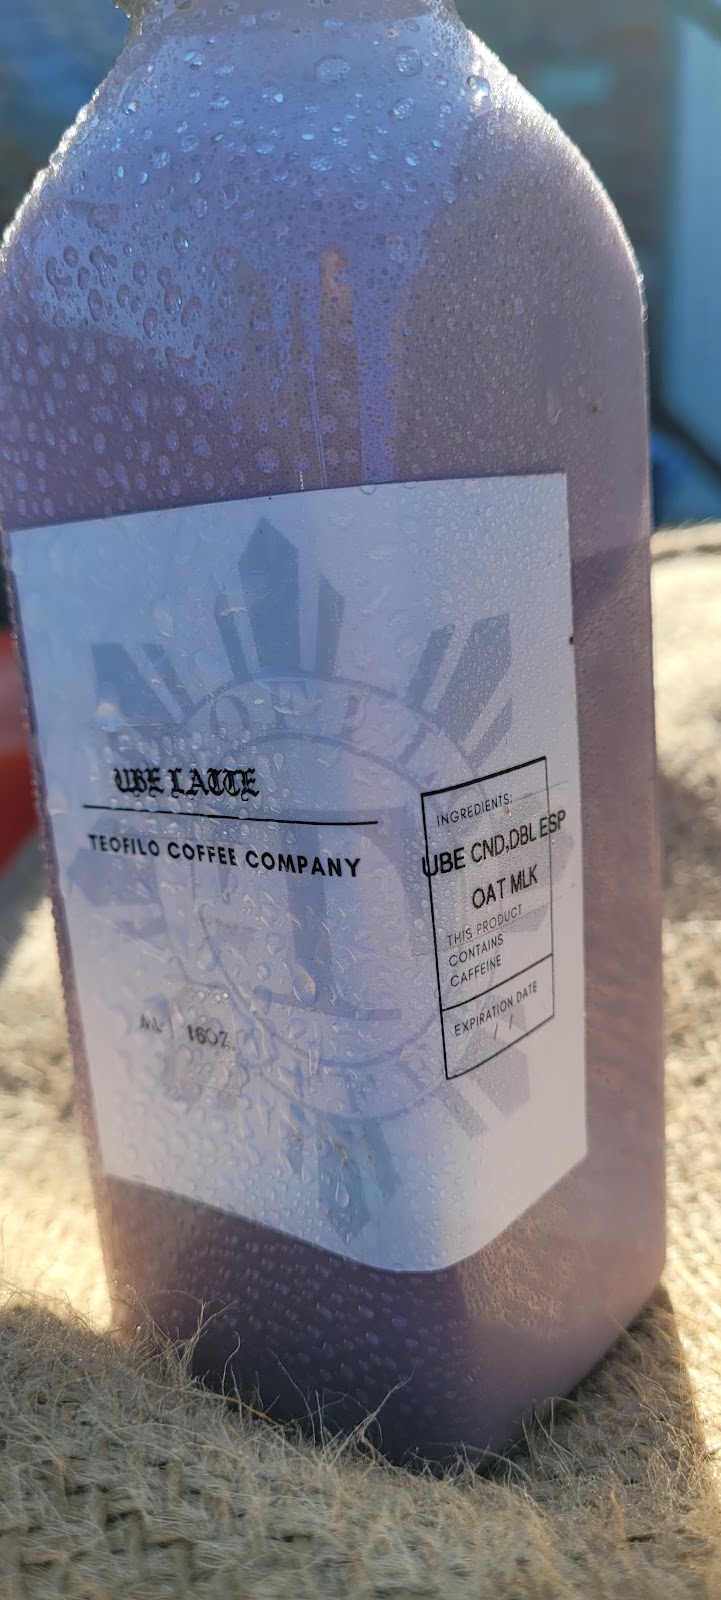 UBE LATTE
TEOFILO COFFEE COMPANY
ML | 16OZ.
INGREDIENTS:
UBE CND,DBL ESP
OAT MLK
THIS PRODUCT
CONTAINS
CAFFEINE
EXPIRATION DATE
/ /